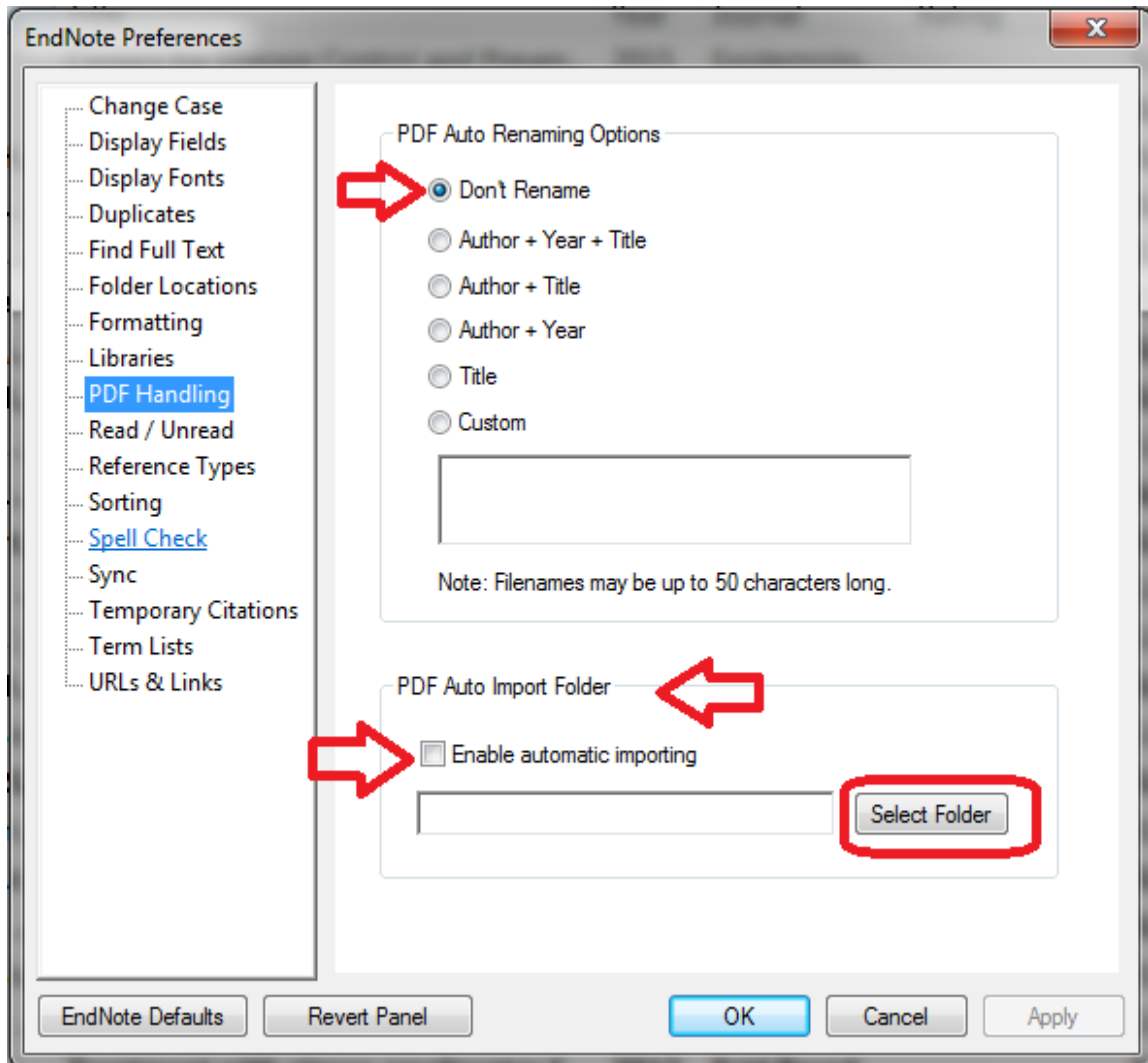 EndNote Preferences
Change Case
Display Fields
Display Fonts
Duplicates
Find Full Text
Folder Locations
Formatting
Libraries
PDF Handling
Read / Unread
Reference Types
Sorting
Spell Check
Sync
Temporary Citations
Term Lists
URLs & Links
PDF Auto Renaming Options
Don't Rename
Author + Year + Title
Author + Title
Author + Year
Title
Custom
Note: Filenames may be up to 50 characters long.
PDF Auto Import Folder
Enable automatic importing
Select Folder
EndNote Defaults
Revert Panel
OK
Cancel
Apply